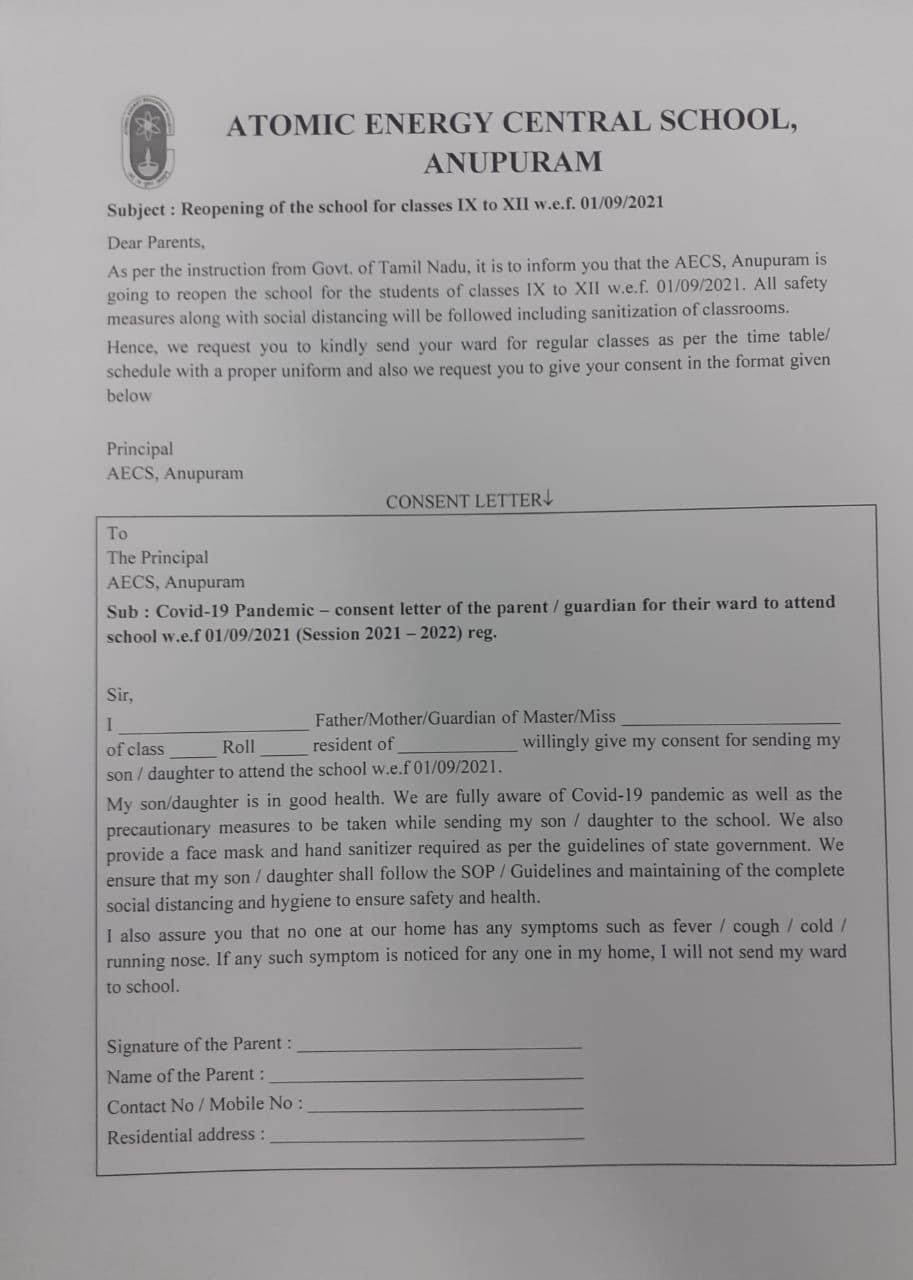 ATOMIC ENERGY CENTRAL SCHOOL,
ANUPURAM
Subject : Reopening of the school for classes IX to XII w.e.f. 01/09/2021
Dear Parents,
As per the instruction from Govt. of Tamil Nadu, it is to inform you that the AECS, Anupuram is
going to reopen the school for the students of classes IX to XII w.e.f. 01/09/2021. All safety
measures along with social distancing will be followed including sanitization of classrooms.
Hence, we request you to kindly send your ward for regular classes as per the time table/
schedule with a proper uniform and also we request you to give your consent in the format given
below
Principal
AECS, Anupuram
CONSENT LETTER↓
To
The Principal
AECS, Anupuram
Sub : Covid-19 Pandemic – consent letter of the parent / guardian for their ward to attend
school w.e.f 01/09/2021 (Session 2021 – 2022) reg.
Sir,
I ____________________ Father/Mother/Guardian of Master/Miss _______________________
of class _____ Roll _____ resident of _____________ willingly give my consent for sending my
son / daughter to attend the school w.e.f 01/09/2021.
My son/daughter is in good health. We are fully aware of Covid-19 pandemic as well as the
precautionary measures to be taken while sending my son / daughter to the school. We also
provide a face mask and hand sanitizer required as per the guidelines of state government. We
ensure that my son / daughter shall follow the SOP / Guidelines and maintaining of the complete
social distancing and hygiene to ensure safety and health.
I also assure you that no one at our home has any symptoms such as fever / cough / cold /
running nose. If any such symptom is noticed for any one in my home, I will not send my ward
to school.
Signature of the Parent : ______________________________
Name of the Parent : _________________________________
Contact No / Mobile No : _____________________________
Residential address : _________________________________